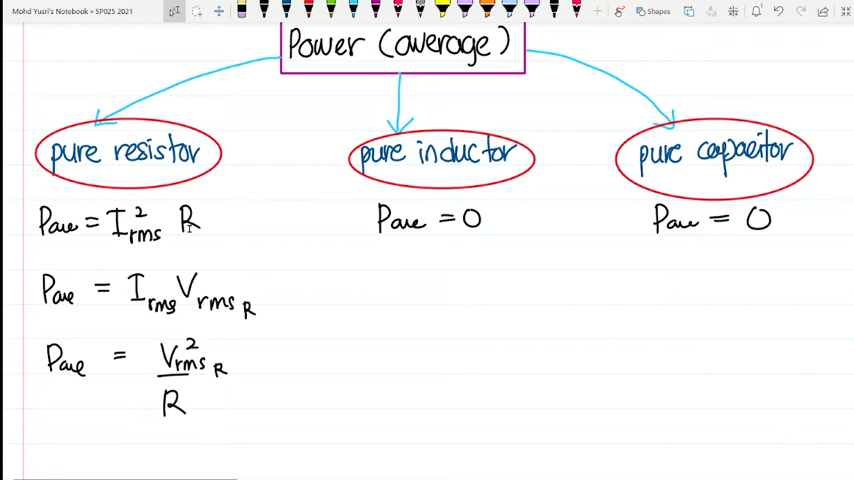 Mohd Yusri's Notebook » SP025 2021
Shapes
Power (average)
pure resistor
pure inductor
pure capacitor
Pave = I²rms R
Pave = 0
Pave = 0
Pave = Irms Vrms R
Pave = V²rms R
R